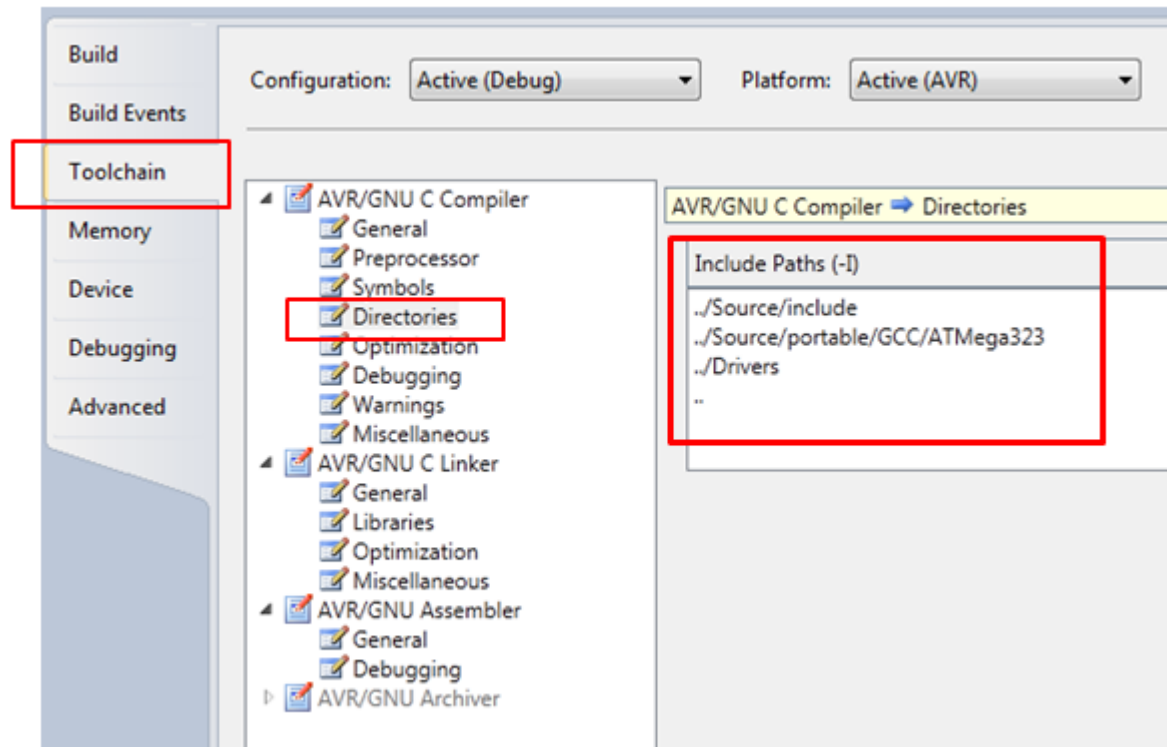 Build
Build Events
Toolchain
Memory
Device
Debugging
Advanced
Configuration: Active (Debug) Platform: Active (AVR)
AVR/GNU C Compiler
General
Preprocessor
Symbols
Directories
Optimization
Debugging
Warnings
Miscellaneous
AVR/GNU C Linker
General
Libraries
Optimization
Miscellaneous
AVR/GNU Assembler
General
Debugging
AVR/GNU Archiver
AVR/GNU C Compiler ➡ Directories
Include Paths (-I)
../Source/include
../Source/portable/GCC/ATMega323
../Drivers
..